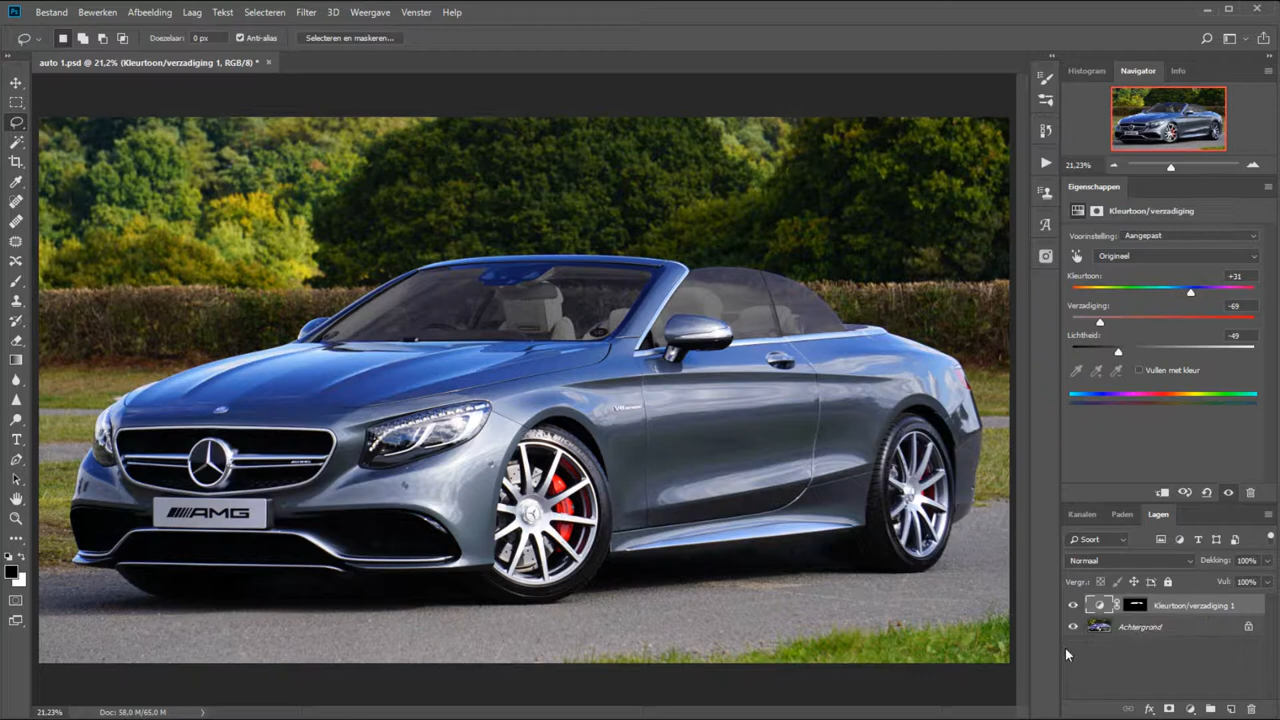 Ps Bestand Bewerken Afbeelding Laag Tekst Selecteren Filter 3D Weergave Venster Help
Doezelaar: 0 px Anti-alias Selecteren en maskeren...
auto 1.psd @ 21,2% (Kleurtoon/verzadiging 1, RGB/8) * ×
Histogram Navigator Info
21,23%
Eigenschappen
Kleurtoon/verzadiging
Voorinstelling: Aangepast
Origineel
Kleurtoon: +31
Verzadiging: -69
Lichtheid: -49
Vullen met kleur
AMG
Kanalen Paden Lagen
Soort
Normaal Dekking: 100%
Vergr.: Vul: 100%
Kleurtoon/verzadiging 1
Achtergrond
21,23% Doc: 58,0 M/65,0 M